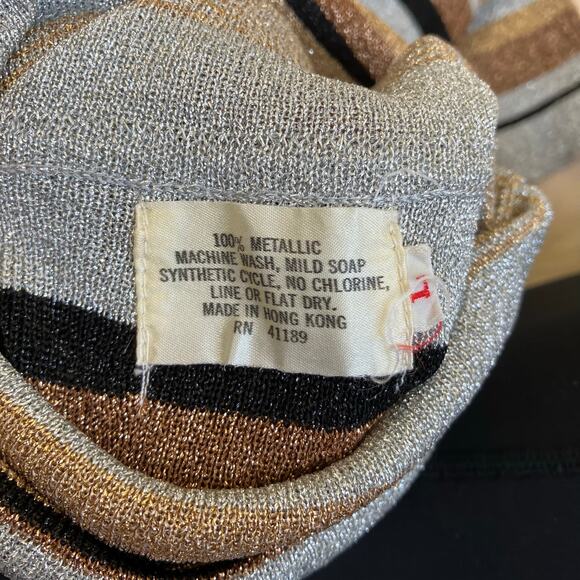 100% METALLIC
MACHINE WASH, MILD SOAP
SYNTHETIC CICLE, NO CHLORINE,
LINE OR FLAT DRY.
MADE IN HONG KONG
RN 41189
L